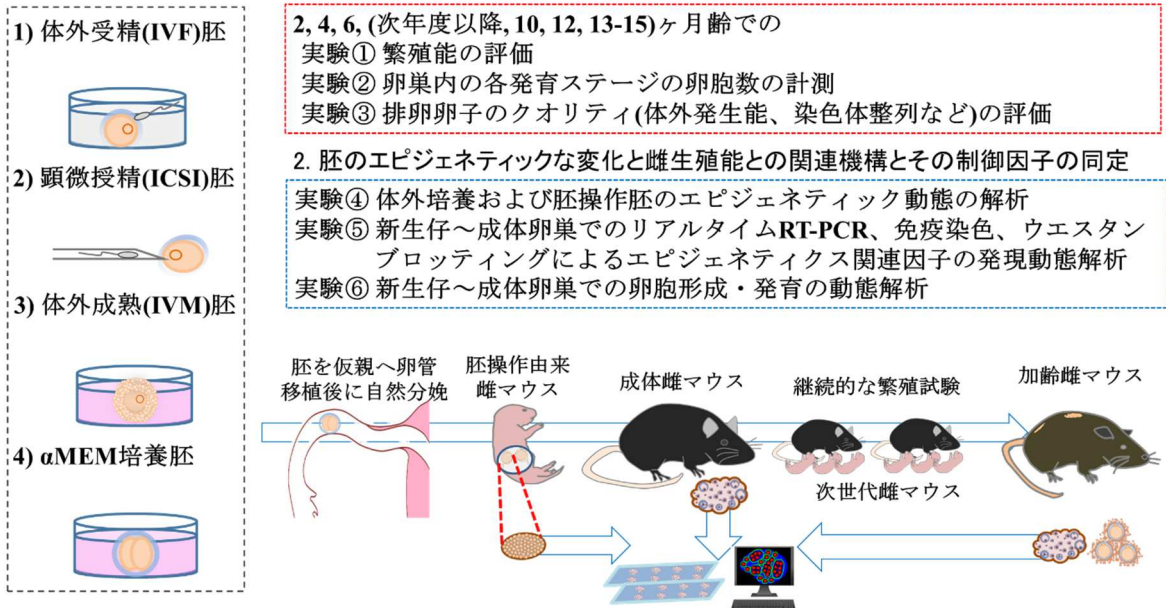 1) 体外受精(IVF)胚
2) 顕微授精(ICSI)胚
3) 体外成熟(IVM)胚
4) αMEM培養胚
2, 4, 6, (次年度以降, 10, 12, 13-15)ヶ月齢での
実験① 繁殖能の評価
実験② 卵巣内の各発育ステージの卵胞数の計測
実験③ 排卵卵子のクオリティ(体外発生能、染色体整列など)の評価
2. 胚のエピジェネティックな変化と雌生殖能との関連機構とその制御因子の同定
実験④ 体外培養および胚操作胚のエピジェネティック動態の解析
実験⑤ 新生仔～成体卵巣でのリアルタイムRT-PCR、免疫染色、ウエスタン
ブロッティングによるエピジェネティクス関連因子の発現動態解析
実験⑥ 新生仔～成体卵巣での卵胞形成・発育の動態解析
胚を仮親へ卵管
移植後に自然分娩
胚操作由来
雌マウス
成体雌マウス
継続的な繁殖試験
次世代雌マウス
加齢雌マウス